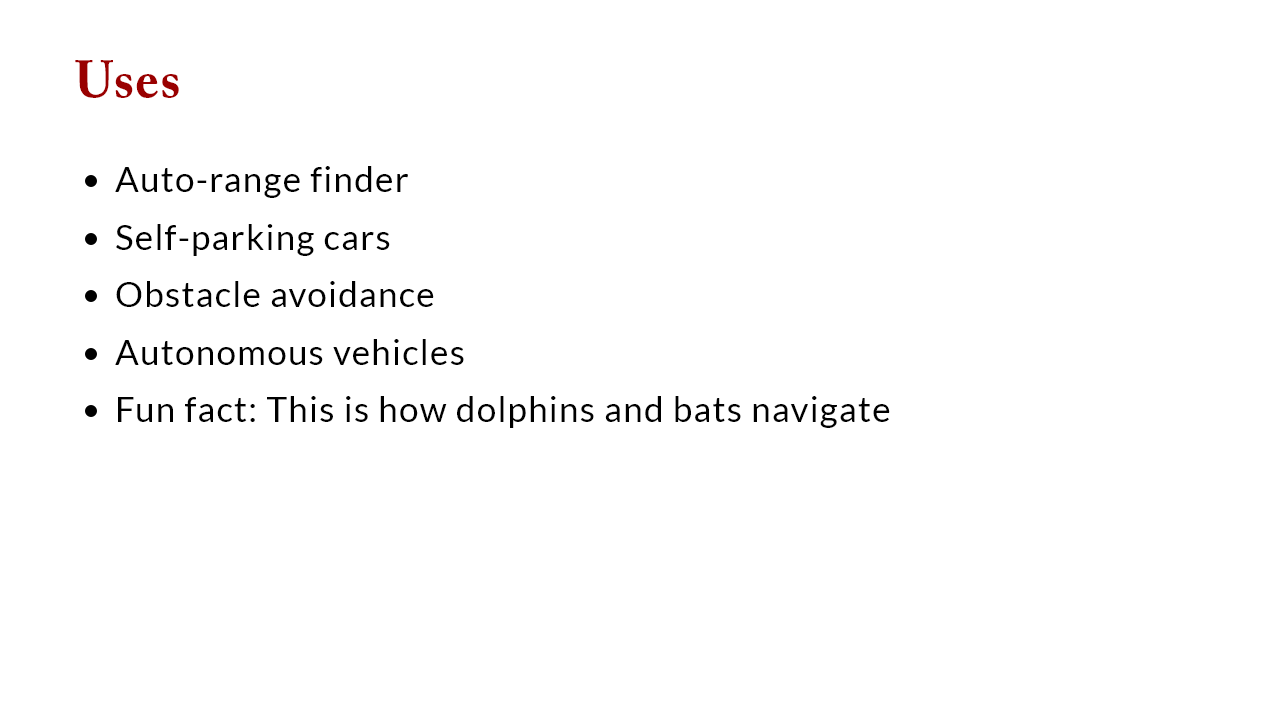 Uses
• Auto-range finder
• Self-parking cars
• Obstacle avoidance
• Autonomous vehicles
• Fun fact: This is how dolphins and bats navigate